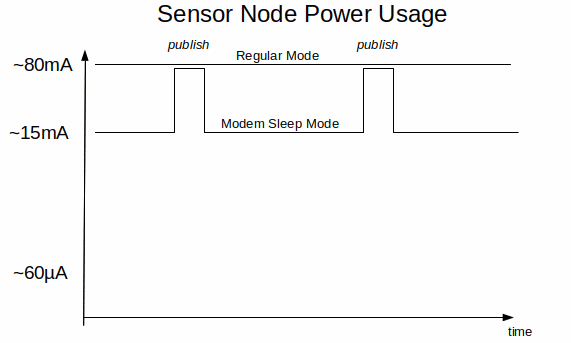 Sensor Node Power Usage
publish
publish
Regular Mode
~80mA
Modem Sleep Mode
~15mA
~60µA
time